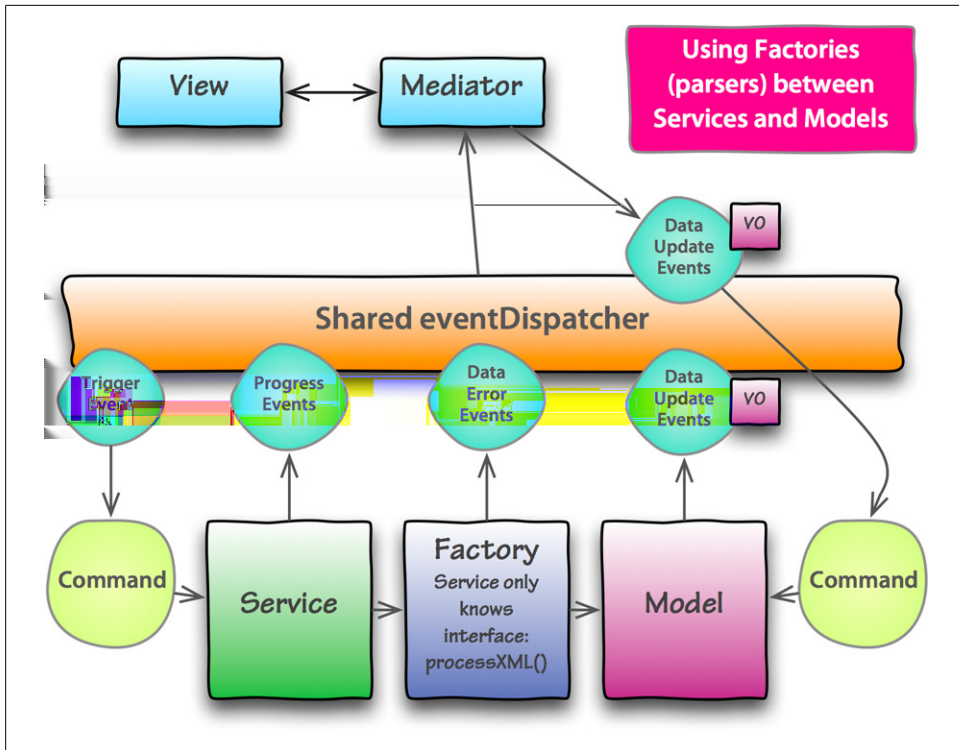 View
Mediator
Using Factories
(parsers) between
Services and Models
Data
Update
Events
VO
Shared eventDispatcher
Trigger
Event
Progress
Events
Data
Error
Events
Data
Update
Events
VO
Command
Service
Factory
Service only
knows
interface:
processXML()
Model
Command